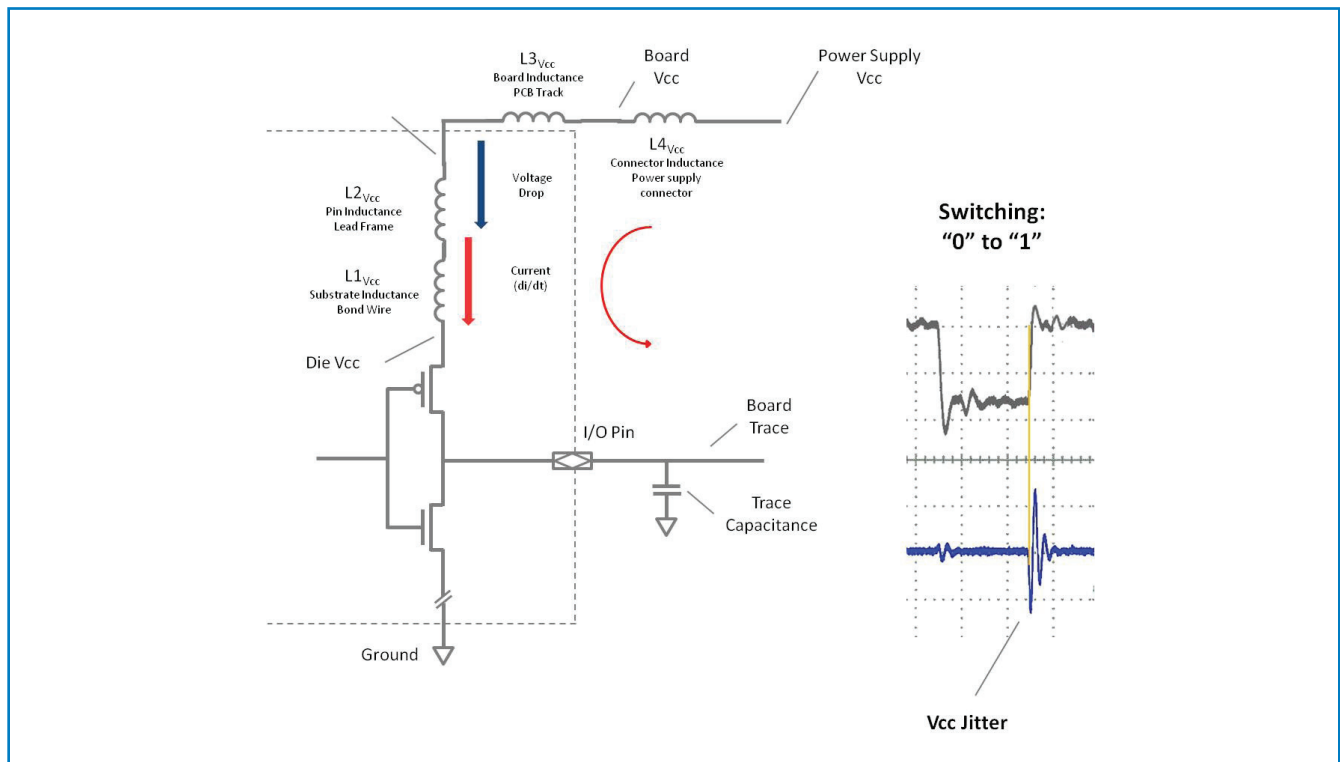 L3Vcc
Board Inductance
PCB Track
Board
Vcc
Power Supply
Vcc
L4Vcc
Connector Inductance
Power supply
connector
L2Vcc
Pin Inductance
Lead Frame
Voltage
Drop
L1Vcc
Substrate Inductance
Bond Wire
Current
(di/dt)
Die Vcc
I/O Pin
Board
Trace
Trace
Capacitance
Ground
Switching:
“0” to “1”
Vcc Jitter